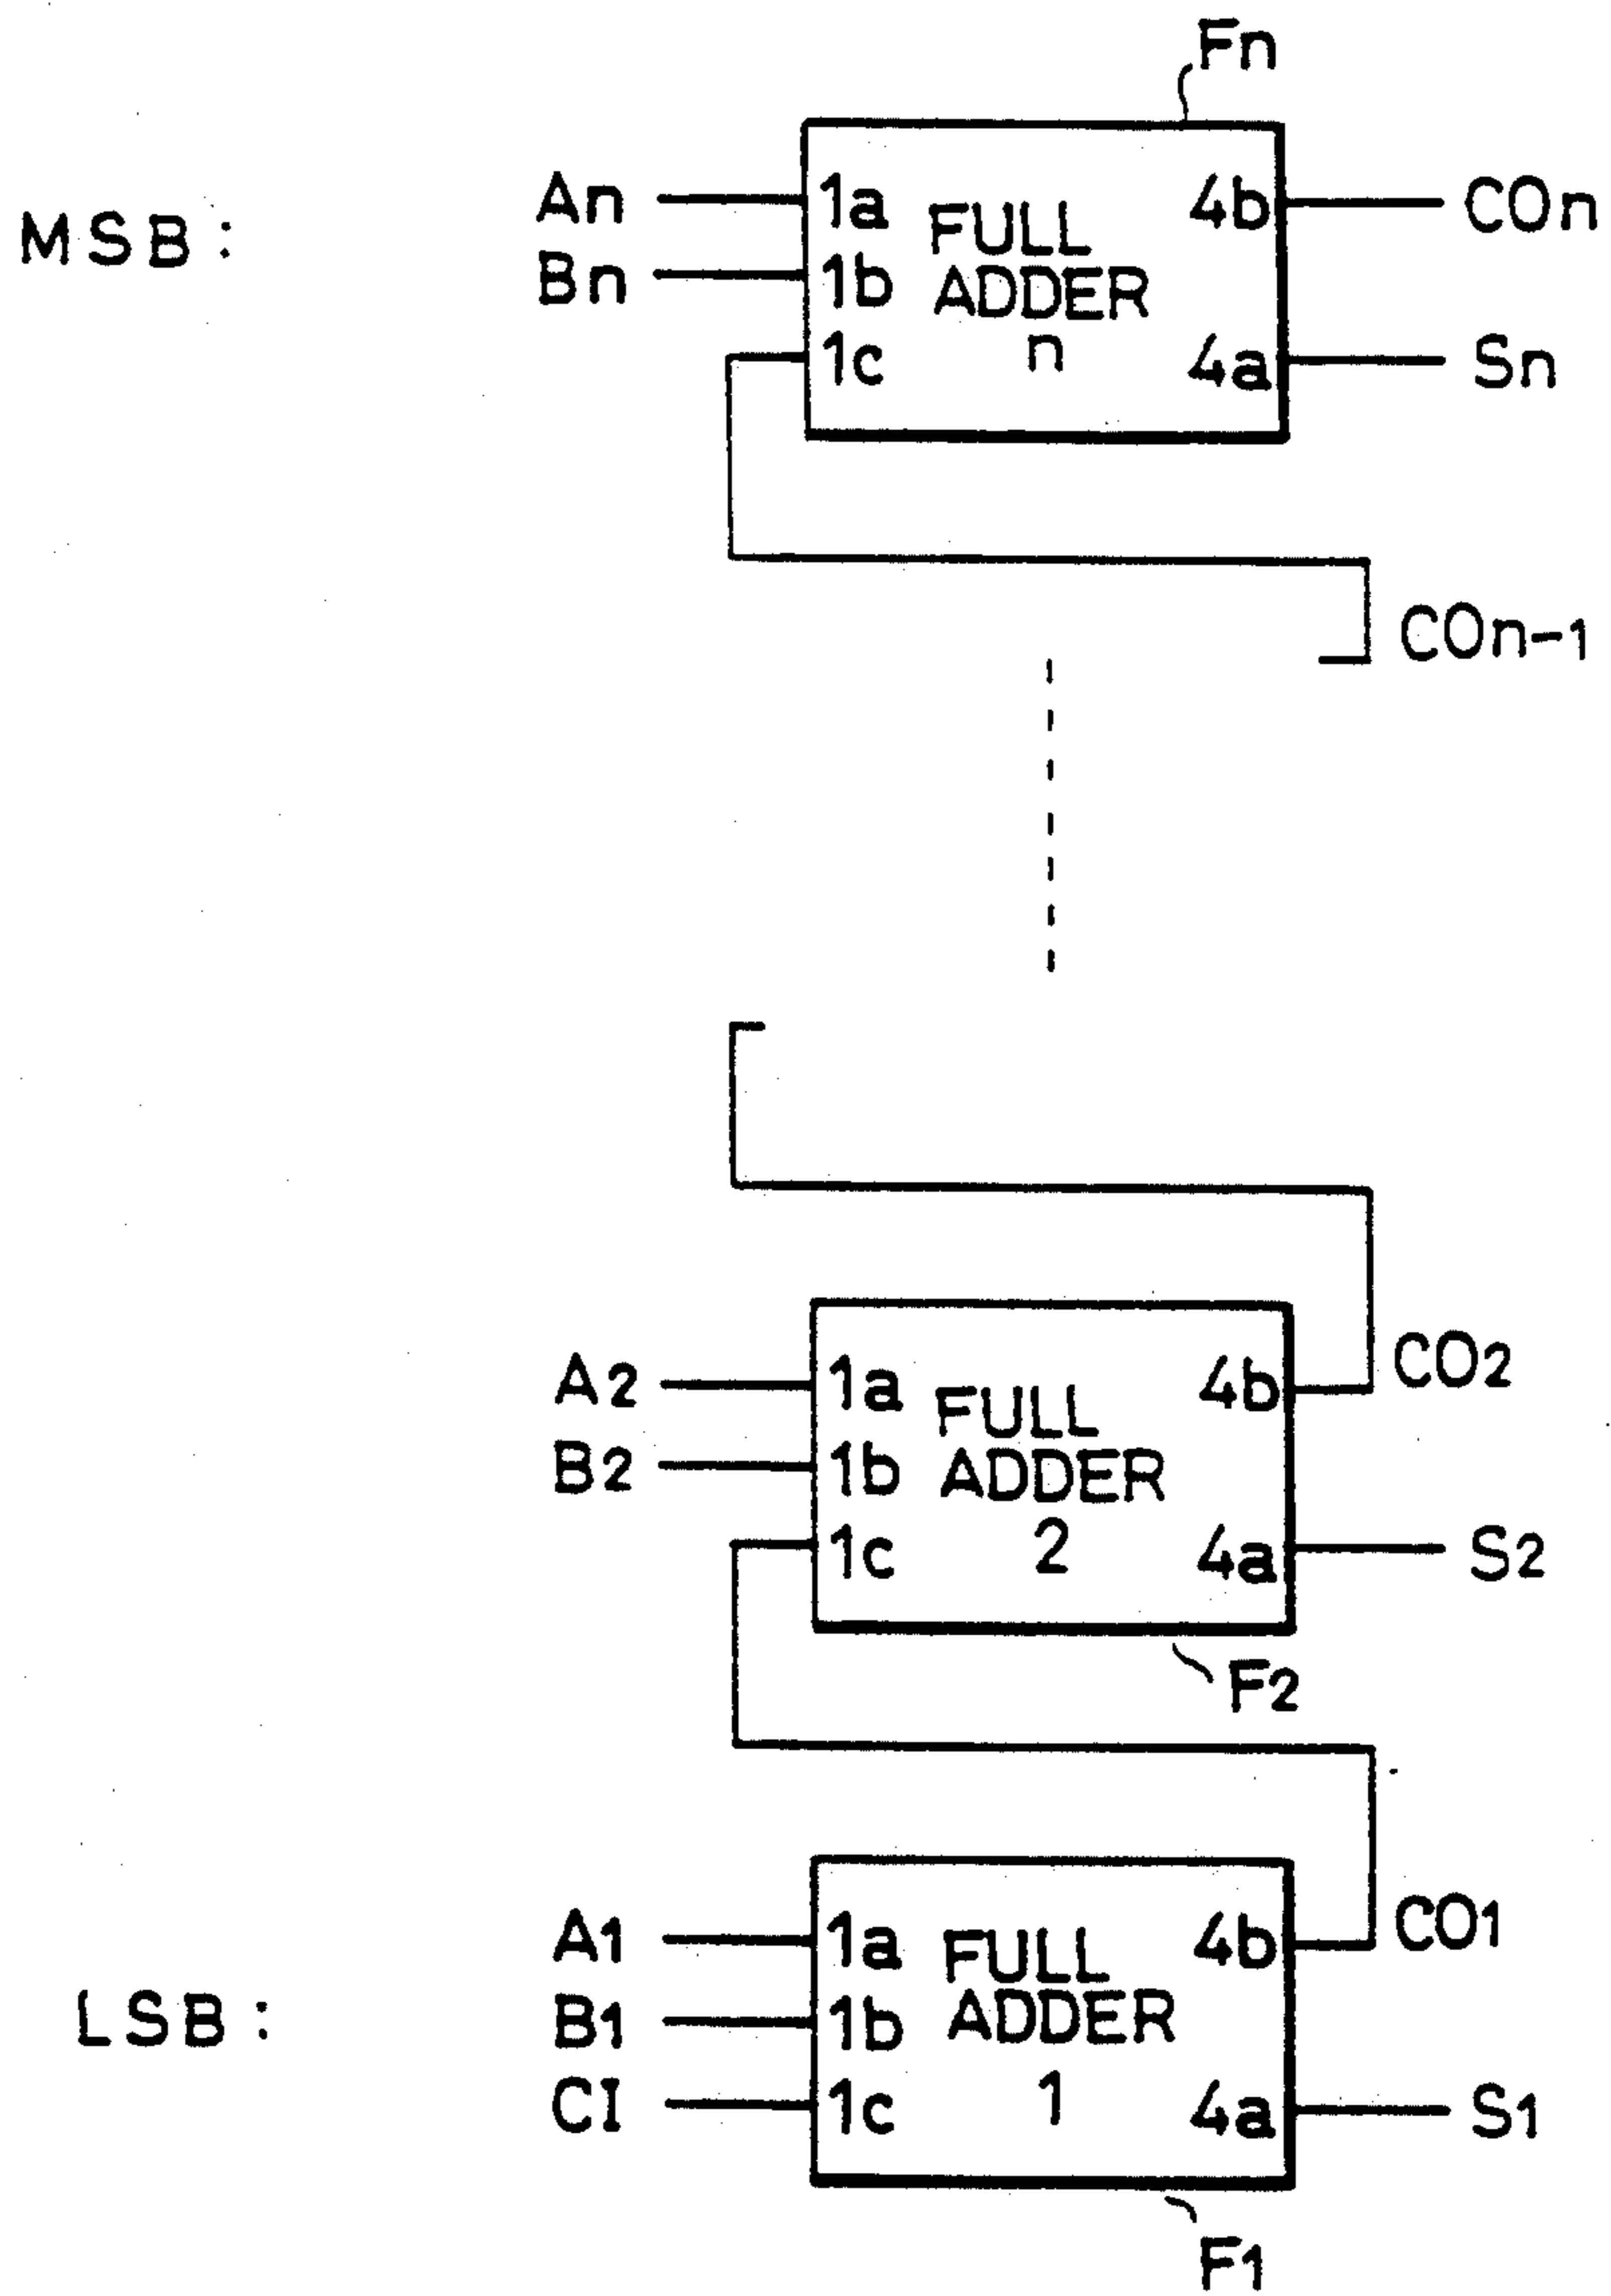 Fn
MSB:
An
Bn
1a
1b
1c
FULL
ADDER
n
4b
4a
COn
Sn
COn-1
A2
B2
1a
1b
1c
FULL
ADDER
2
4b
4a
CO2
S2
F2
LSB:
A1
B1
CI
1a
1b
1c
FULL
ADDER
1
4b
4a
CO1
S1
F1